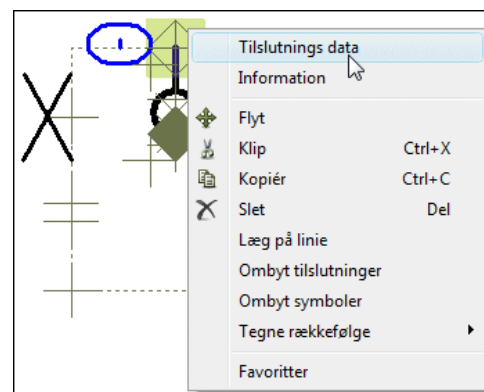 Tilslutnings data
Information
Flyt
Klip Ctrl+X
Kopiér Ctrl+C
Slet Del
Læg på linie
Ombyt tilslutninger
Ombyt symboler
Tegne rækkefølge
Favoritter